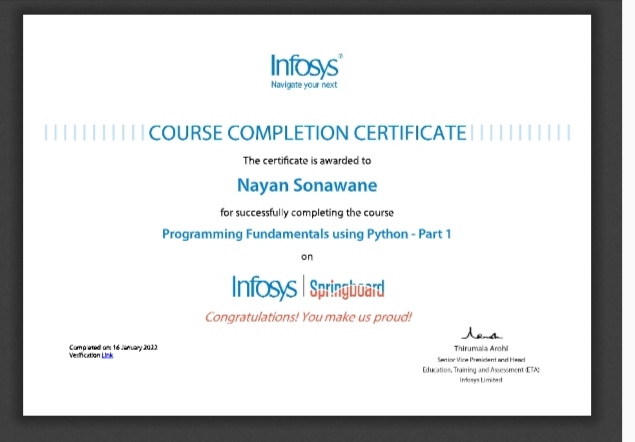 Infosys®
Navigate your next
COURSE COMPLETION CERTIFICATE
The certificate is awarded to
Nayan Sonawane
for successfully completing the course
Programming Fundamentals using Python - Part 1
on
Infosys | Springboard
Congratulations! You make us proud!
Completed on: 16 January 2022
Verification Link
Thirumala Arohi
Senior Vice President and Head
Education, Training and Assessment (ETA)
Infosys Limited